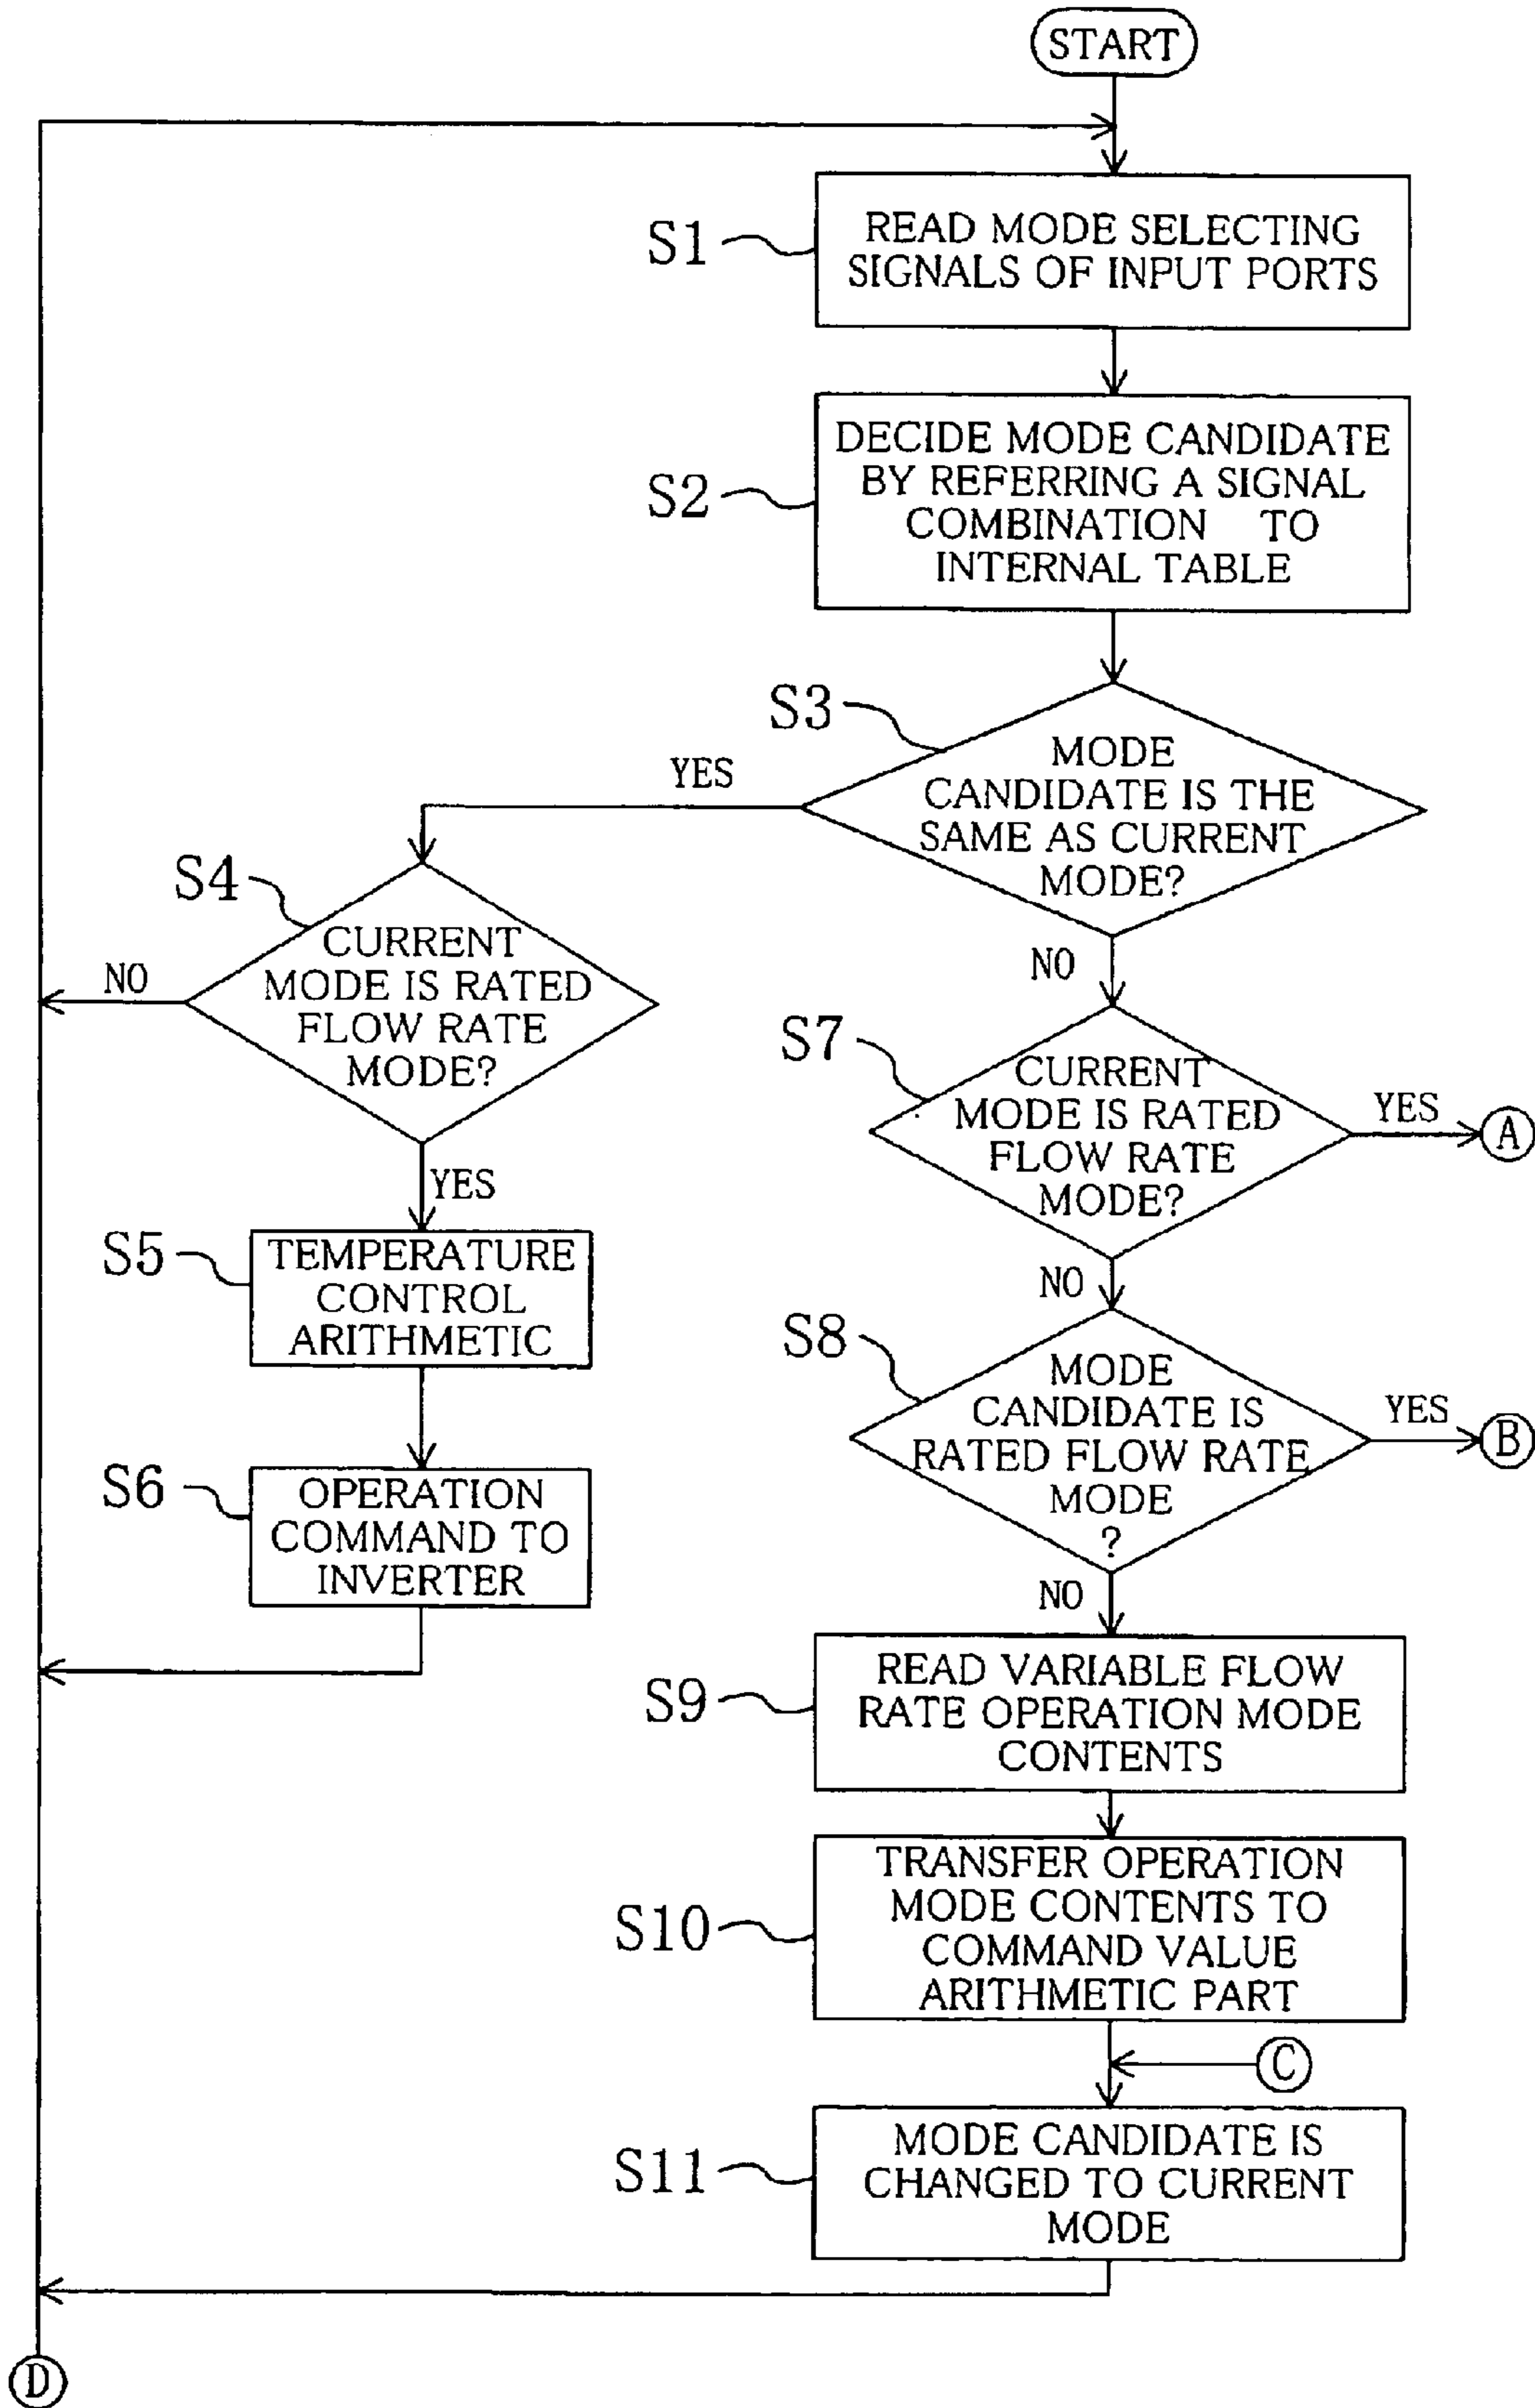 START
S1
READ MODE SELECTING
SIGNALS OF INPUT PORTS
S2
DECIDE MODE CANDIDATE
BY REFERRING A SIGNAL
COMBINATION TO
INTERNAL TABLE
S3
MODE
CANDIDATE IS THE
SAME AS CURRENT
MODE?
YES
NO
S4
CURRENT
MODE IS RATED
FLOW RATE
MODE?
NO
YES
S5
TEMPERATURE
CONTROL
ARITHMETIC
S6
OPERATION
COMMAND TO
INVERTER
S7
CURRENT
MODE IS RATED
FLOW RATE
MODE?
YES
A
NO
S8
MODE
CANDIDATE IS
RATED FLOW RATE
MODE
?
YES
B
NO
S9
READ VARIABLE FLOW
RATE OPERATION MODE
CONTENTS
S10
TRANSFER OPERATION
MODE CONTENTS TO
COMMAND VALUE
ARITHMETIC PART
C
S11
MODE CANDIDATE IS
CHANGED TO CURRENT
MODE
D